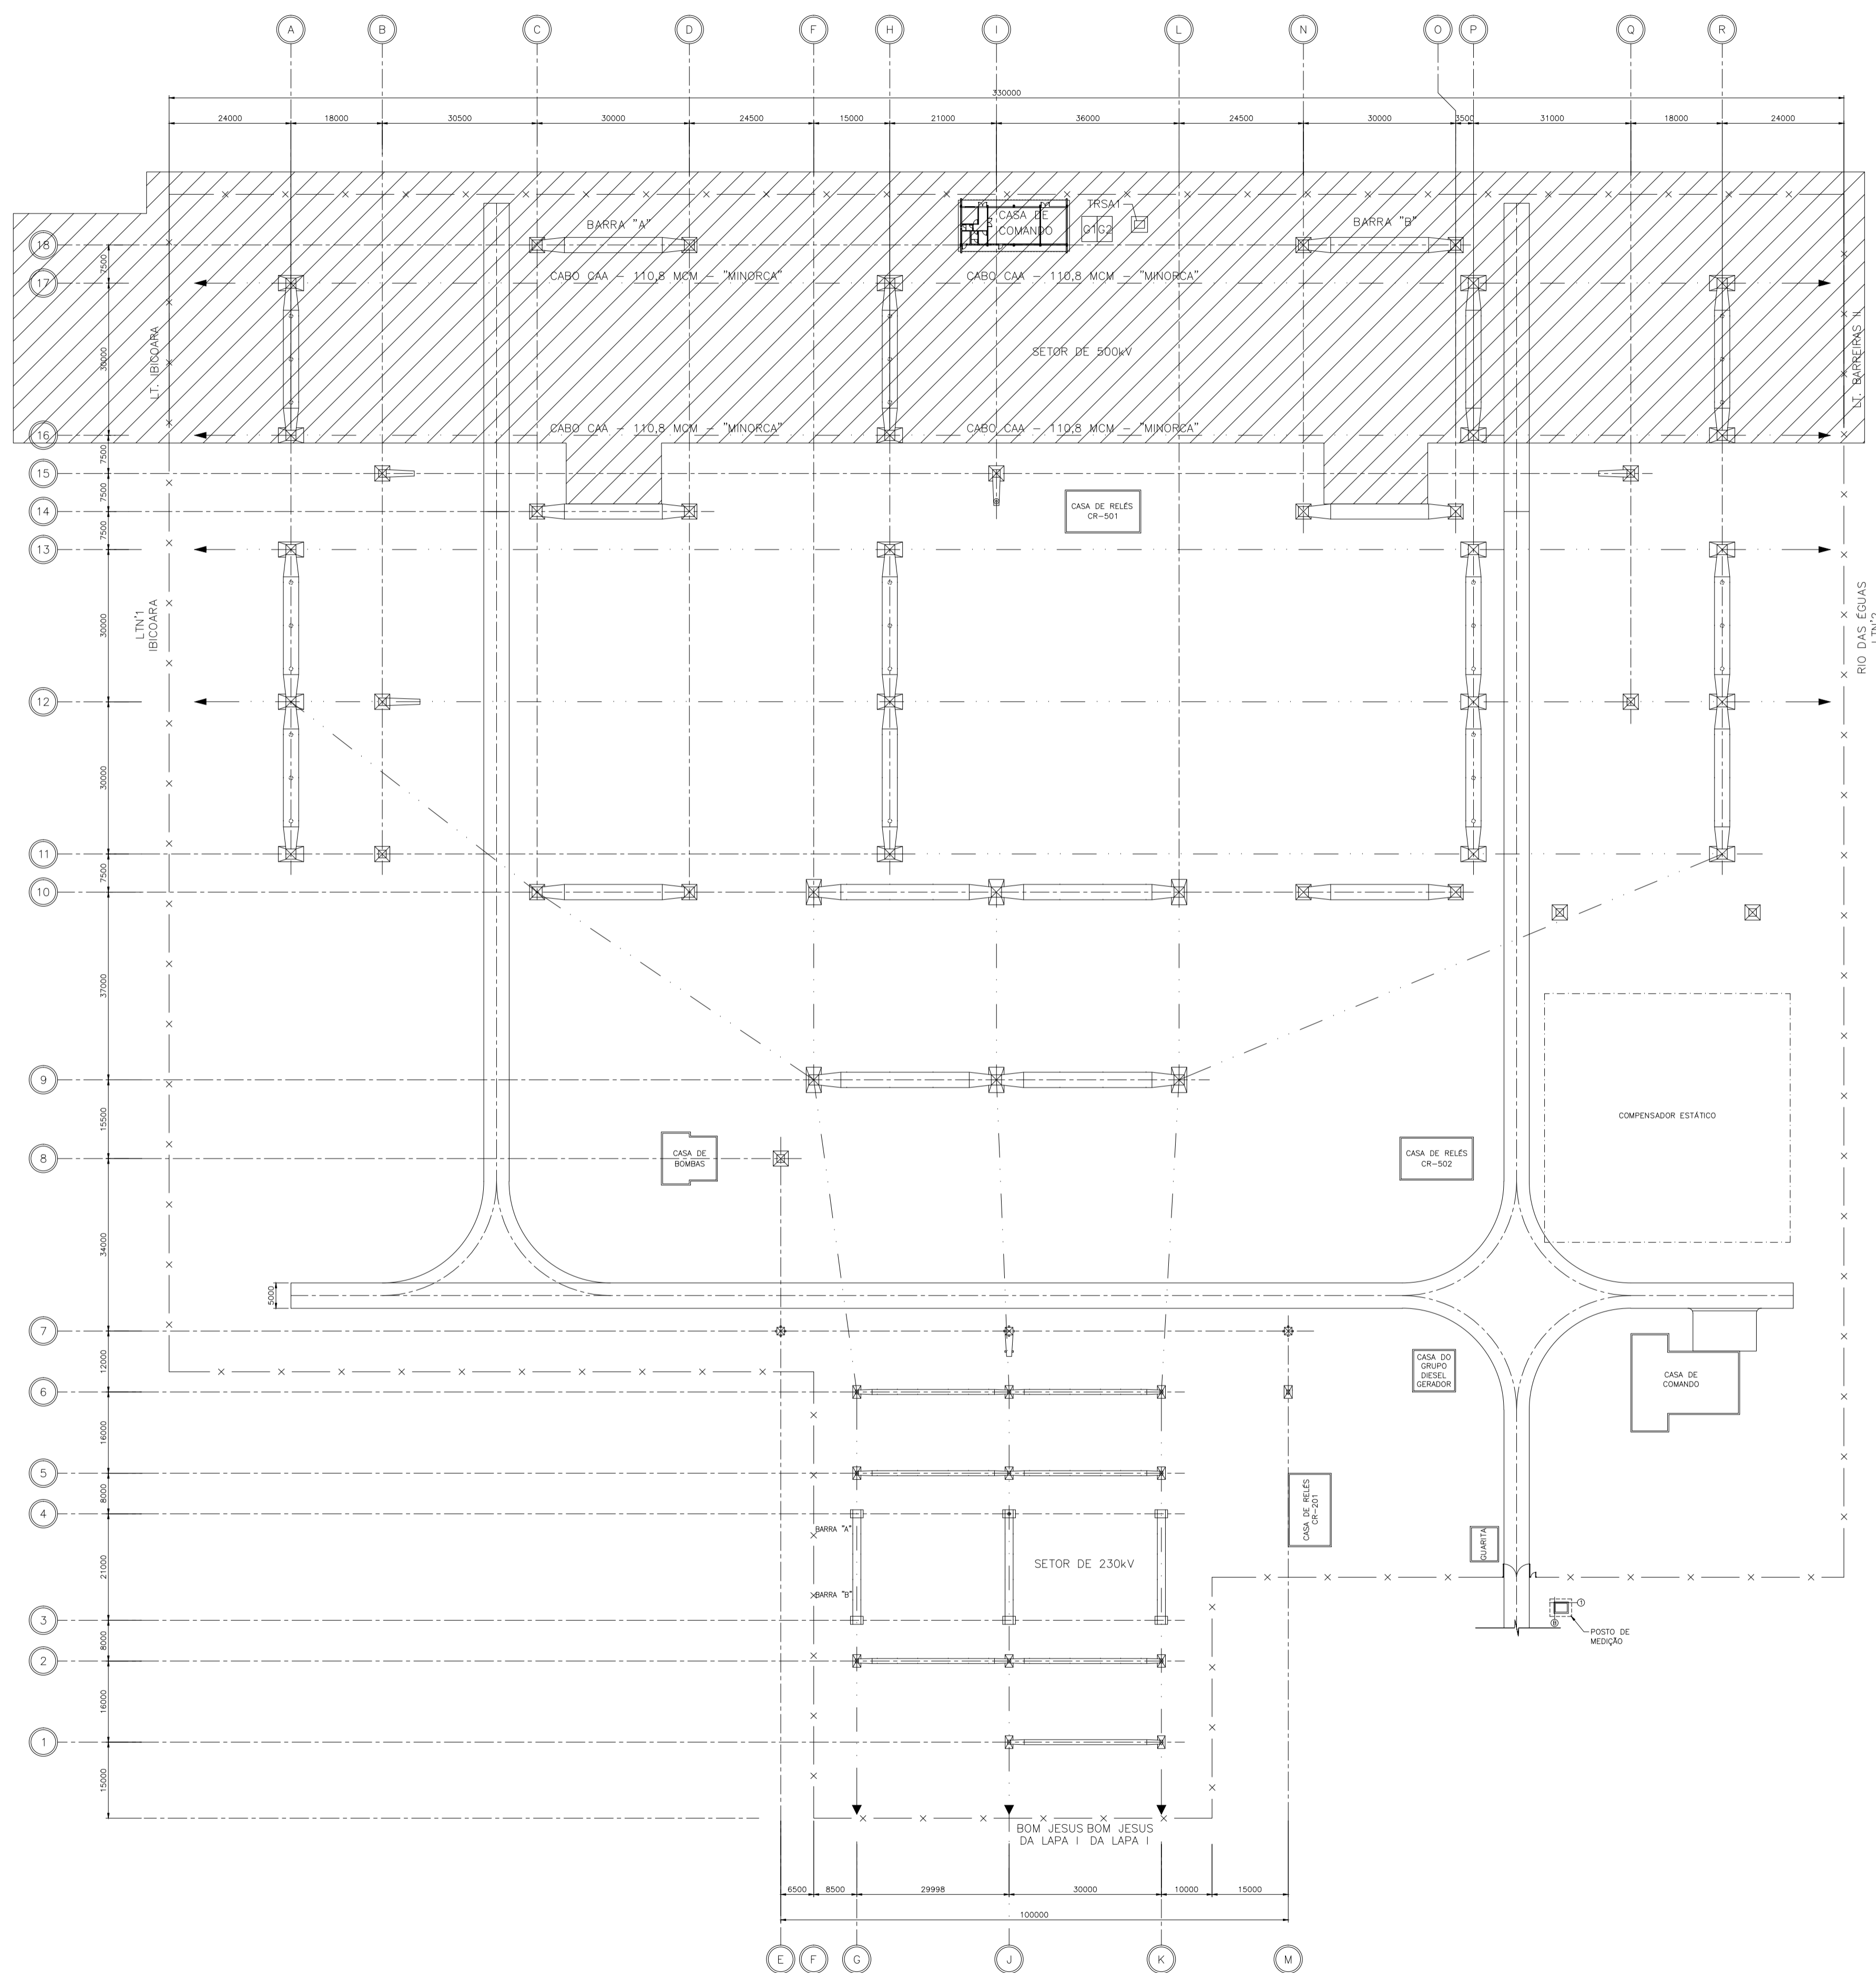 A B C D F H I L N O P Q R
330000
24000 18000 30500 30000 24500 15000 21000 36000 24500 30000 3500 31000 18000 24000
TRSA1
BARRA "A"
CASA DE
COMANDO
G1 G2
BARRA "B"
18
7500
CABO CAA - 110,8 MCM - "MINORCA"
CABO CAA - 110,8 MCM - "MINORCA"
17
30000
LT. IBICOARA
SETOR DE 500kV
LT. BARREIRAS II
CABO CAA - 110,8 MCM - "MINORCA"
CABO CAA - 110,8 MCM - "MINORCA"
16
7500
15
7500
CASA DE RELÉS
CR-501
14
7500
13
30000
LTN°1
IBICOARA
RIO DAS ÉGUAS
LTN°2
12
30000
11
7500
10
37000
9
15500
COMPENSADOR ESTÁTICO
8
CASA DE
BOMBAS
CASA DE RELÉS
CR-502
34000
5000
7
12000
CASA DO
GRUPO
DIESEL
GERADOR
CASA DE
COMANDO
6
16000
5
8000
CASA DE RELÉS
CR-201
4
BARRA "A"
GUARITA
21000
SETOR DE 230kV
BARRA "B"
3
1
B
POSTO DE
MEDIÇÃO
8000
2
16000
1
15000
BOM JESUS BOM JESUS
DA LAPA I DA LAPA I
6500 8500 29998 30000 10000 15000
100000
E F G J K M